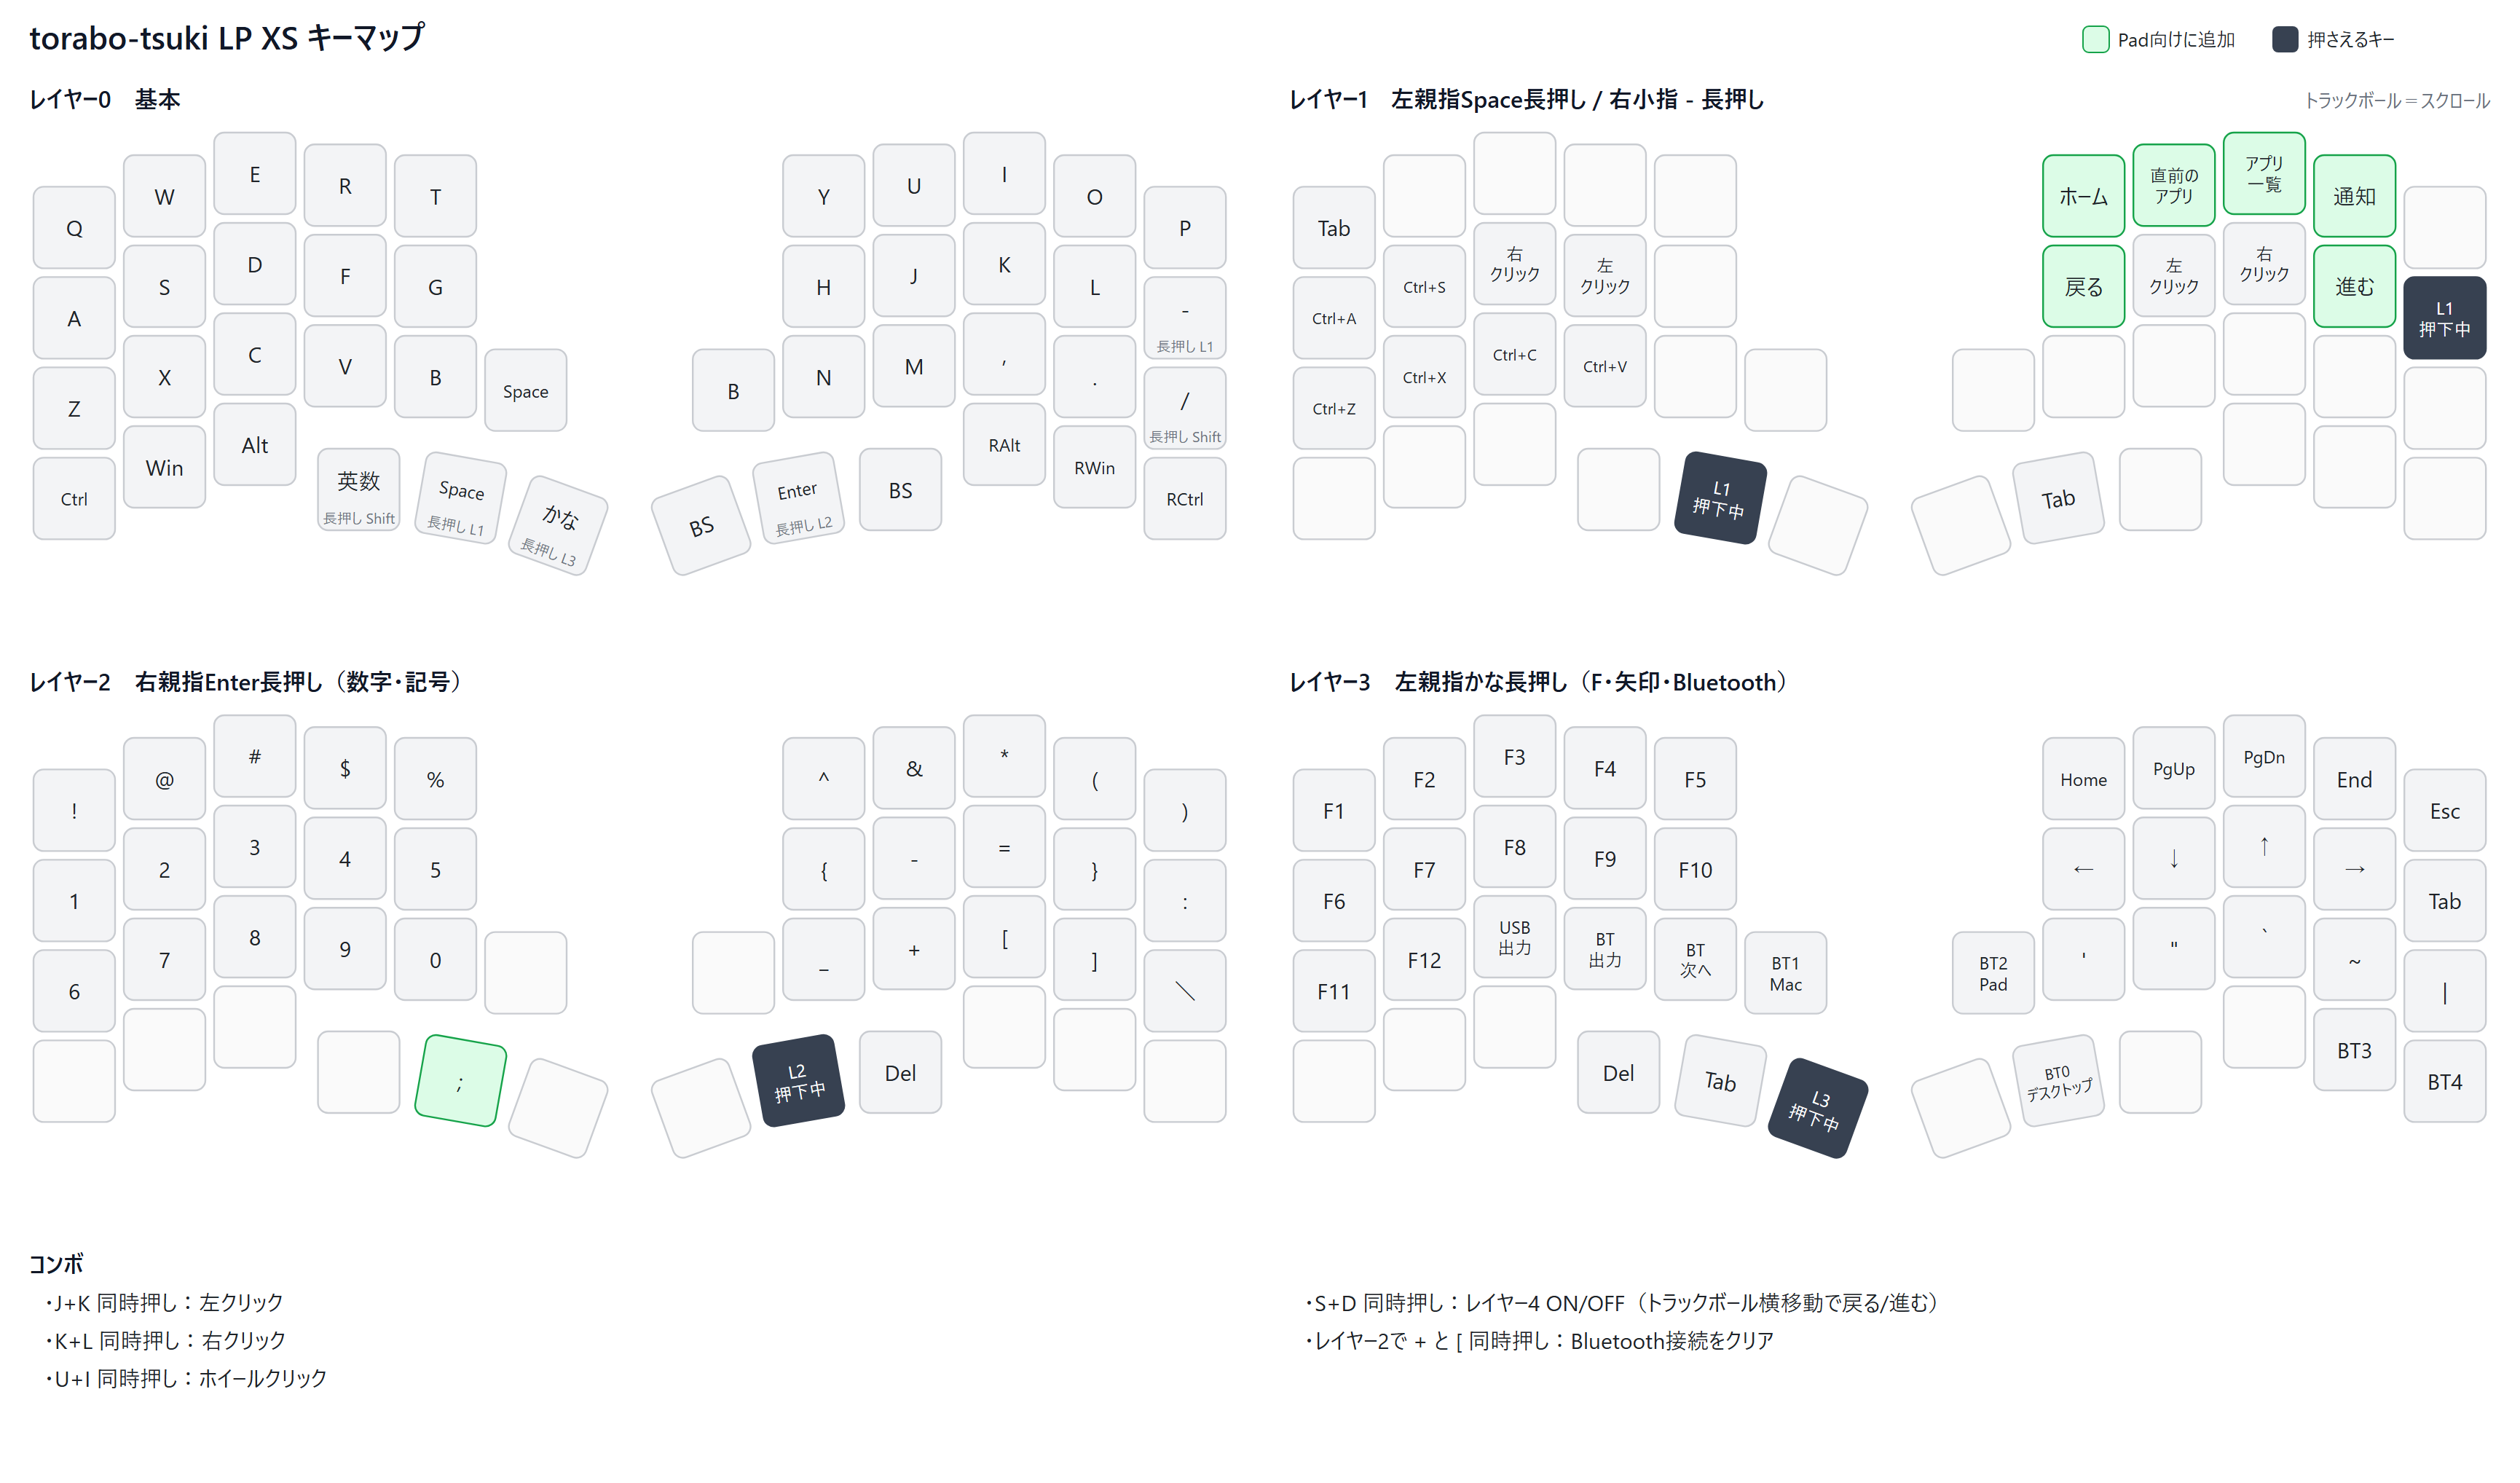 torabo-tsuki LP XS キーマップ
Pad向けに追加
押さえるキー
レイヤー0 基本
Q
W
E
R
T
Y
U
I
O
P
A
S
D
F
G
H
J
K
L
-
長押し L1
Z
X
C
V
B
Space
B
N
M
,
.
/
長押し Shift
Ctrl
Win
Alt
英数
長押し Shift
Space
長押し L1
かな
長押し L3
BS
Enter
長押し L2
BS
RAlt
RWin
RCtrl
レイヤー1 左親指Space長押し / 右小指 - 長押し
トラックボール＝スクロール
Tab
ホーム
直前の
アプリ
アプリ
一覧
通知
Ctrl+A
Ctrl+S
右
クリック
左
クリック
戻る
左
クリック
右
クリック
進む
L1
押下中
Ctrl+Z
Ctrl+X
Ctrl+C
Ctrl+V
L1
押下中
Tab
レイヤー2 右親指Enter長押し（数字・記号）
!
@
#
$
%
^
&
*
(
)
1
2
3
4
5
{
-
=
}
:
6
7
8
9
0
_
+
[
]
＼
;
L2
押下中
Del
レイヤー3 左親指かな長押し（F・矢印・Bluetooth）
F1
F2
F3
F4
F5
Home
PgUp
PgDn
End
Esc
F6
F7
F8
F9
F10
←
↓
↑
→
Tab
F11
F12
USB
出力
BT
出力
BT
次へ
BT1
Mac
BT2
Pad
'
"
`
~
|
Del
Tab
L3
押下中
BT0
デスクトップ
BT3
BT4
コンボ
・J+K 同時押し：左クリック
・K+L 同時押し：右クリック
・U+I 同時押し：ホイールクリック
・S+D 同時押し：レイヤー4 ON/OFF（トラックボール横移動で戻る/進む）
・レイヤー2で + と [ 同時押し：Bluetooth接続をクリア